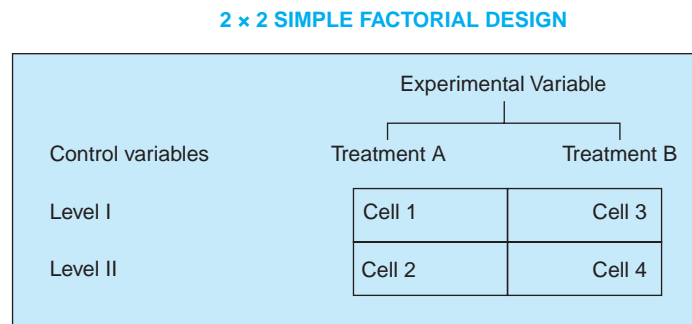 2 × 2 SIMPLE FACTORIAL DESIGN
Experimental Variable
Control variables Treatment A Treatment B
Level I Cell 1 Cell 3
Level II Cell 2 Cell 4